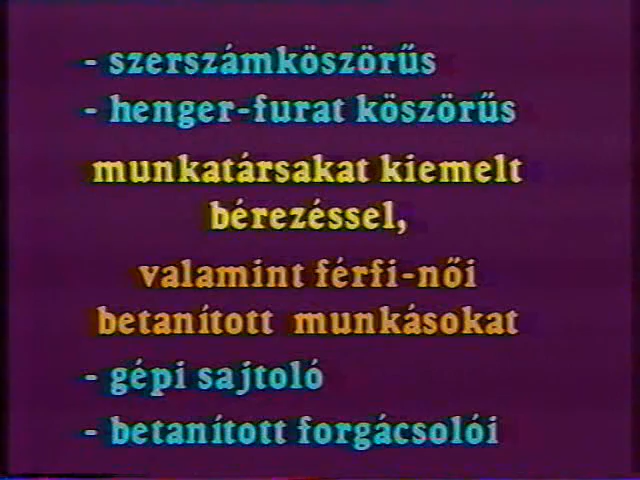 - szerszámköszörűs
- henger-furat köszörűs
munkatársakat kiemelt
bérezéssel,
valamint férfi-női
betanított munkásokat
- gépi sajtoló
- betanított forgácsolói